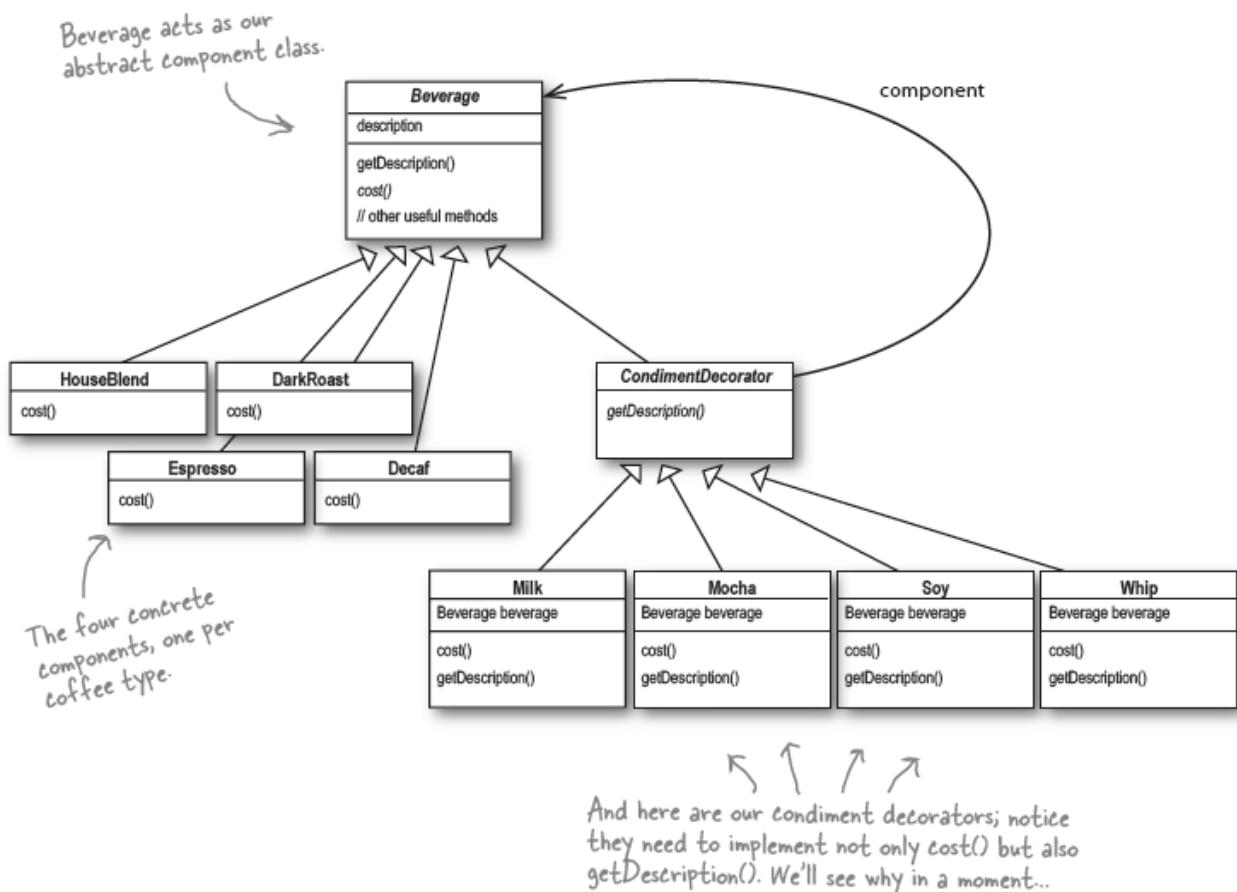 Beverage acts as our
abstract component class.
Beverage
description
getDescription()
cost()
// other useful methods
component
HouseBlend
cost()
DarkRoast
cost()
Espresso
cost()
Decaf
cost()
CondimentDecorator
getDescription()
The four concrete
components, one per
coffee type.
Milk
Beverage beverage
cost()
getDescription()
Mocha
Beverage beverage
cost()
getDescription()
Soy
Beverage beverage
cost()
getDescription()
Whip
Beverage beverage
cost()
getDescription()
And here are our condiment decorators; notice
they need to implement not only cost() but also
getDescription(). We'll see why in a moment...